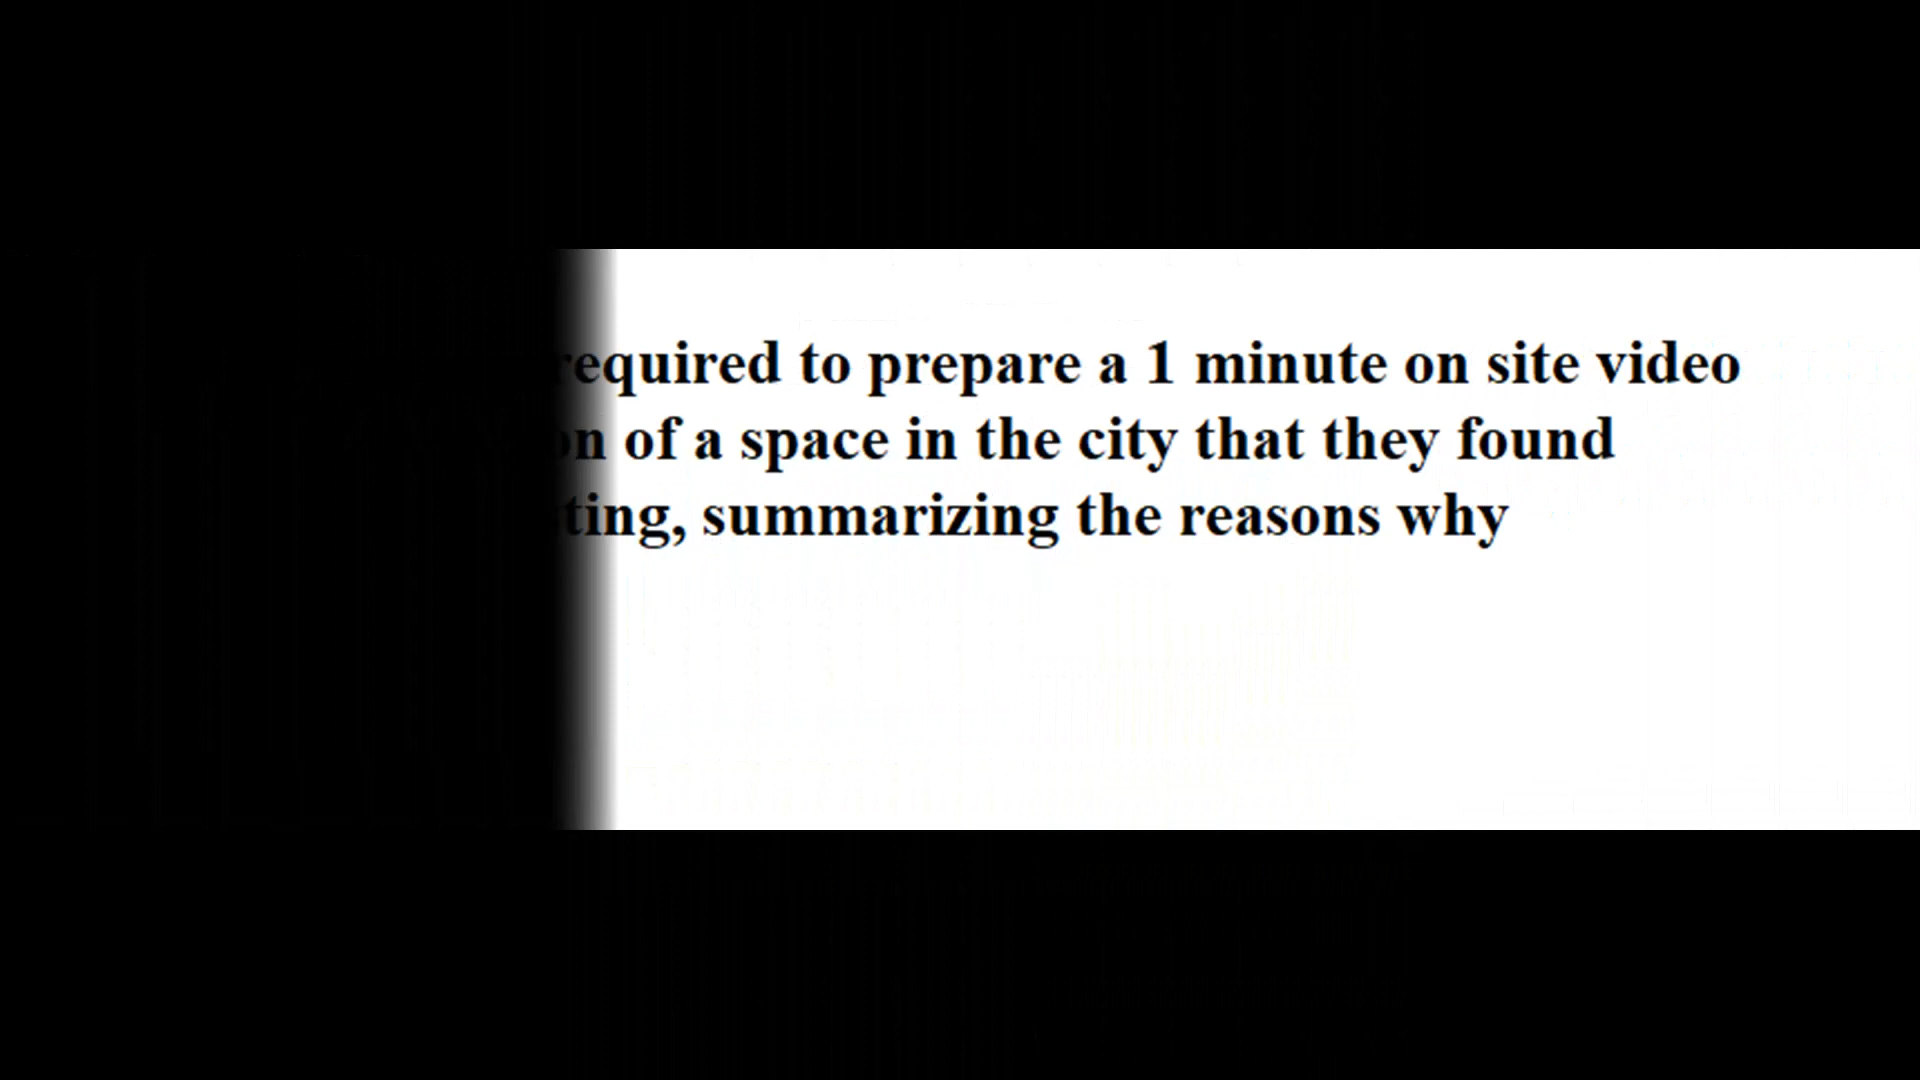 required to prepare a 1 minute on site video
of a space in the city that they found
summarizing the reasons why